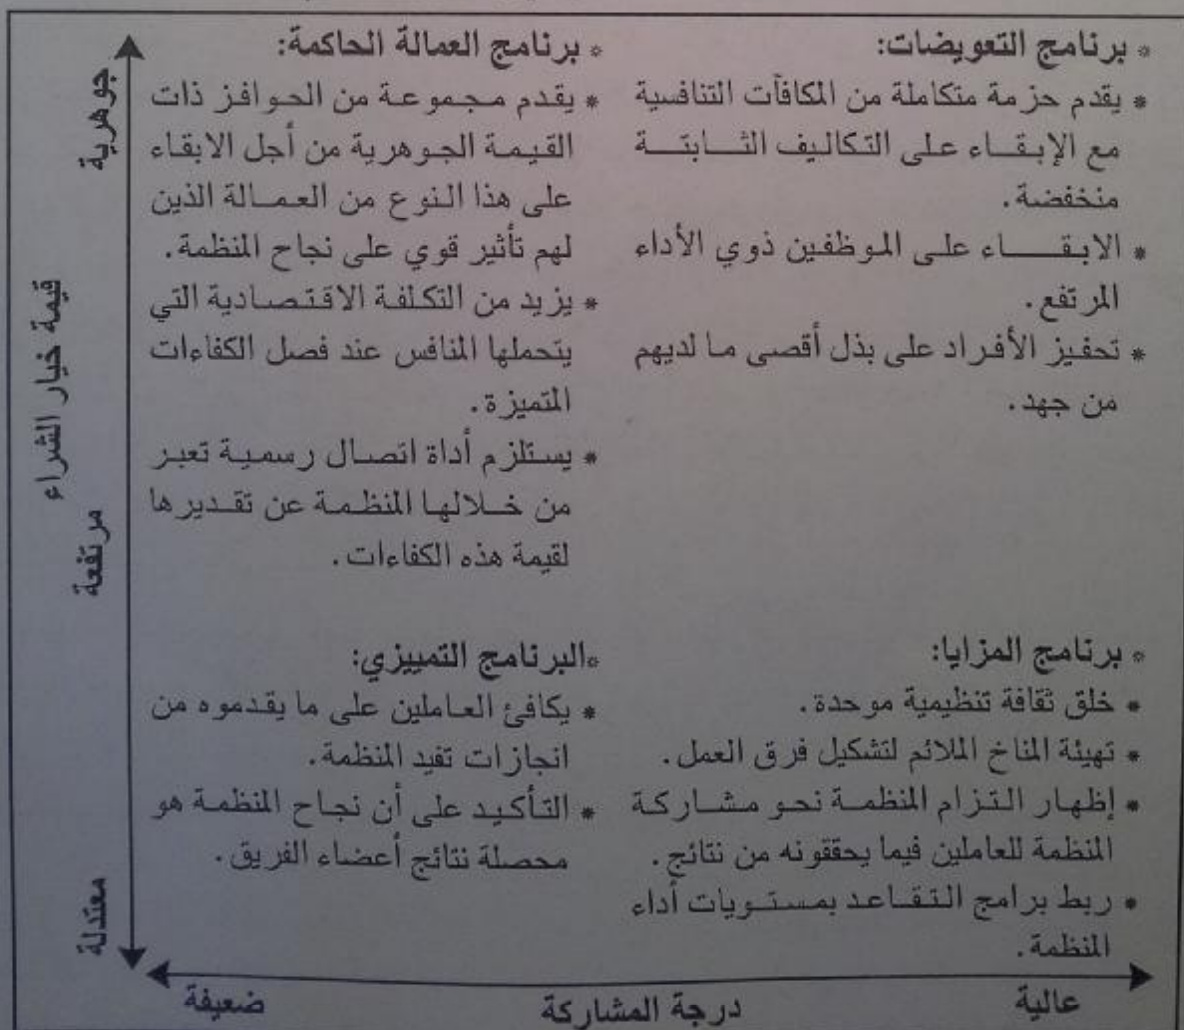 * برنامج التعويضات:
* يقدم حزمة متكاملة من المكافآت التنافسية
مع الإبقاء على التكاليف الثابتة
منخفضة.
* الابقاء على الموظفين ذوي الأداء
المرتفع.
* تحفيز الأفراد على بذل أقصى ما لديهم
من جهد.
* برنامج العمالة الحاكمة:
* يقدم مجموعة من الحوافز ذات
القيمة الجوهرية من أجل الابقاء
على هذا النوع من العمالة الذين
لهم تأثير قوي على نجاح المنظمة.
* يزيد من التكلفة الاقتصادية التي
يتحملها المنافس عند فصل الكفاءات
المتميزة.
* يستلزم أداة اتصال رسمية تعبر
من خلالها المنظمة عن تقديرها
لقيمة هذه الكفاءات.
* برنامج المزايا:
* خلق ثقافة تنظيمية موحدة.
* تهيئة المناخ الملائم لتشكيل فرق العمل.
* إظهار التزام المنظمة نحو مشاركة
المنظمة للعاملين فيما يحققونه من نتائج.
* ربط برامج التقاعد بمستويات أداء
المنظمة.
*البرنامج التمييزي:
* يكافئ العاملين على ما يقدموه من
انجازات تفيد المنظمة.
* التأكيد على أن نجاح المنظمة هو
محصلة نتائج أعضاء الفريق.
جوهرية
قيمة خيار الشراء
مرتفعة
معتدلة
عالية
درجة المشاركة
ضعيفة